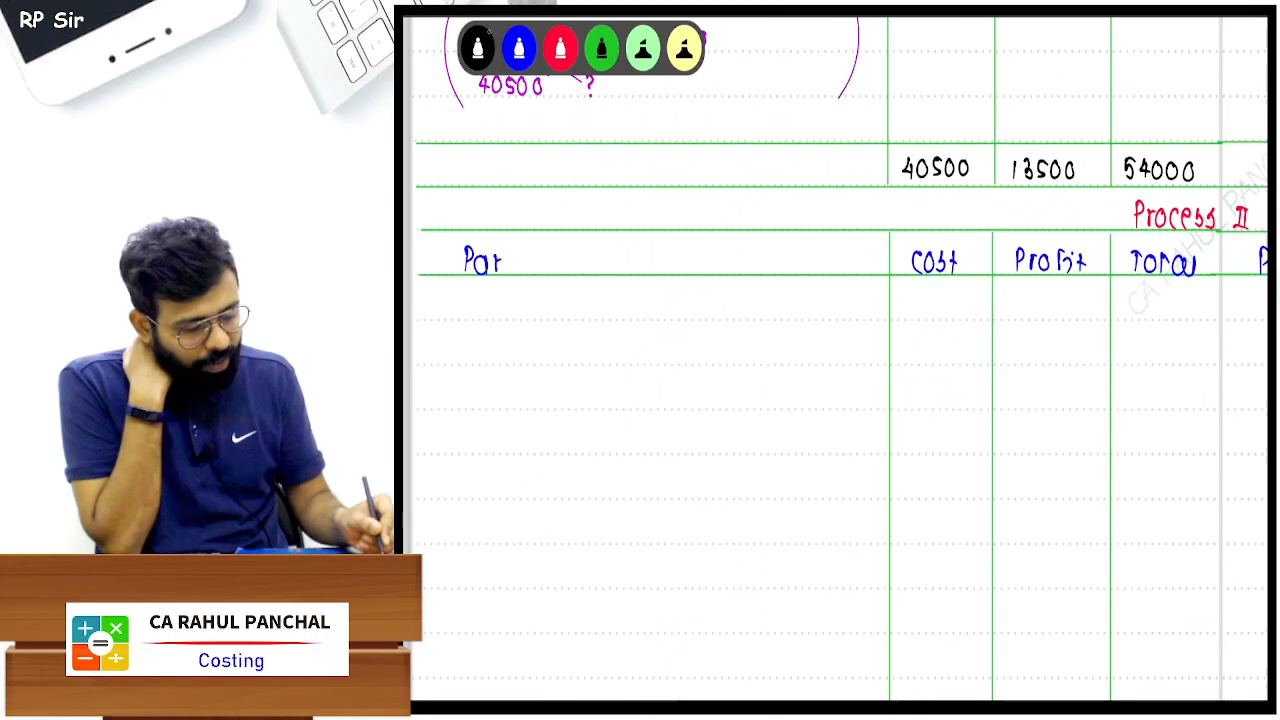 RP Sir
40500 ?
40500 13500 54000
Process II
Par Cost Profit Total P
CA RAHUL PANCHAL
Costing